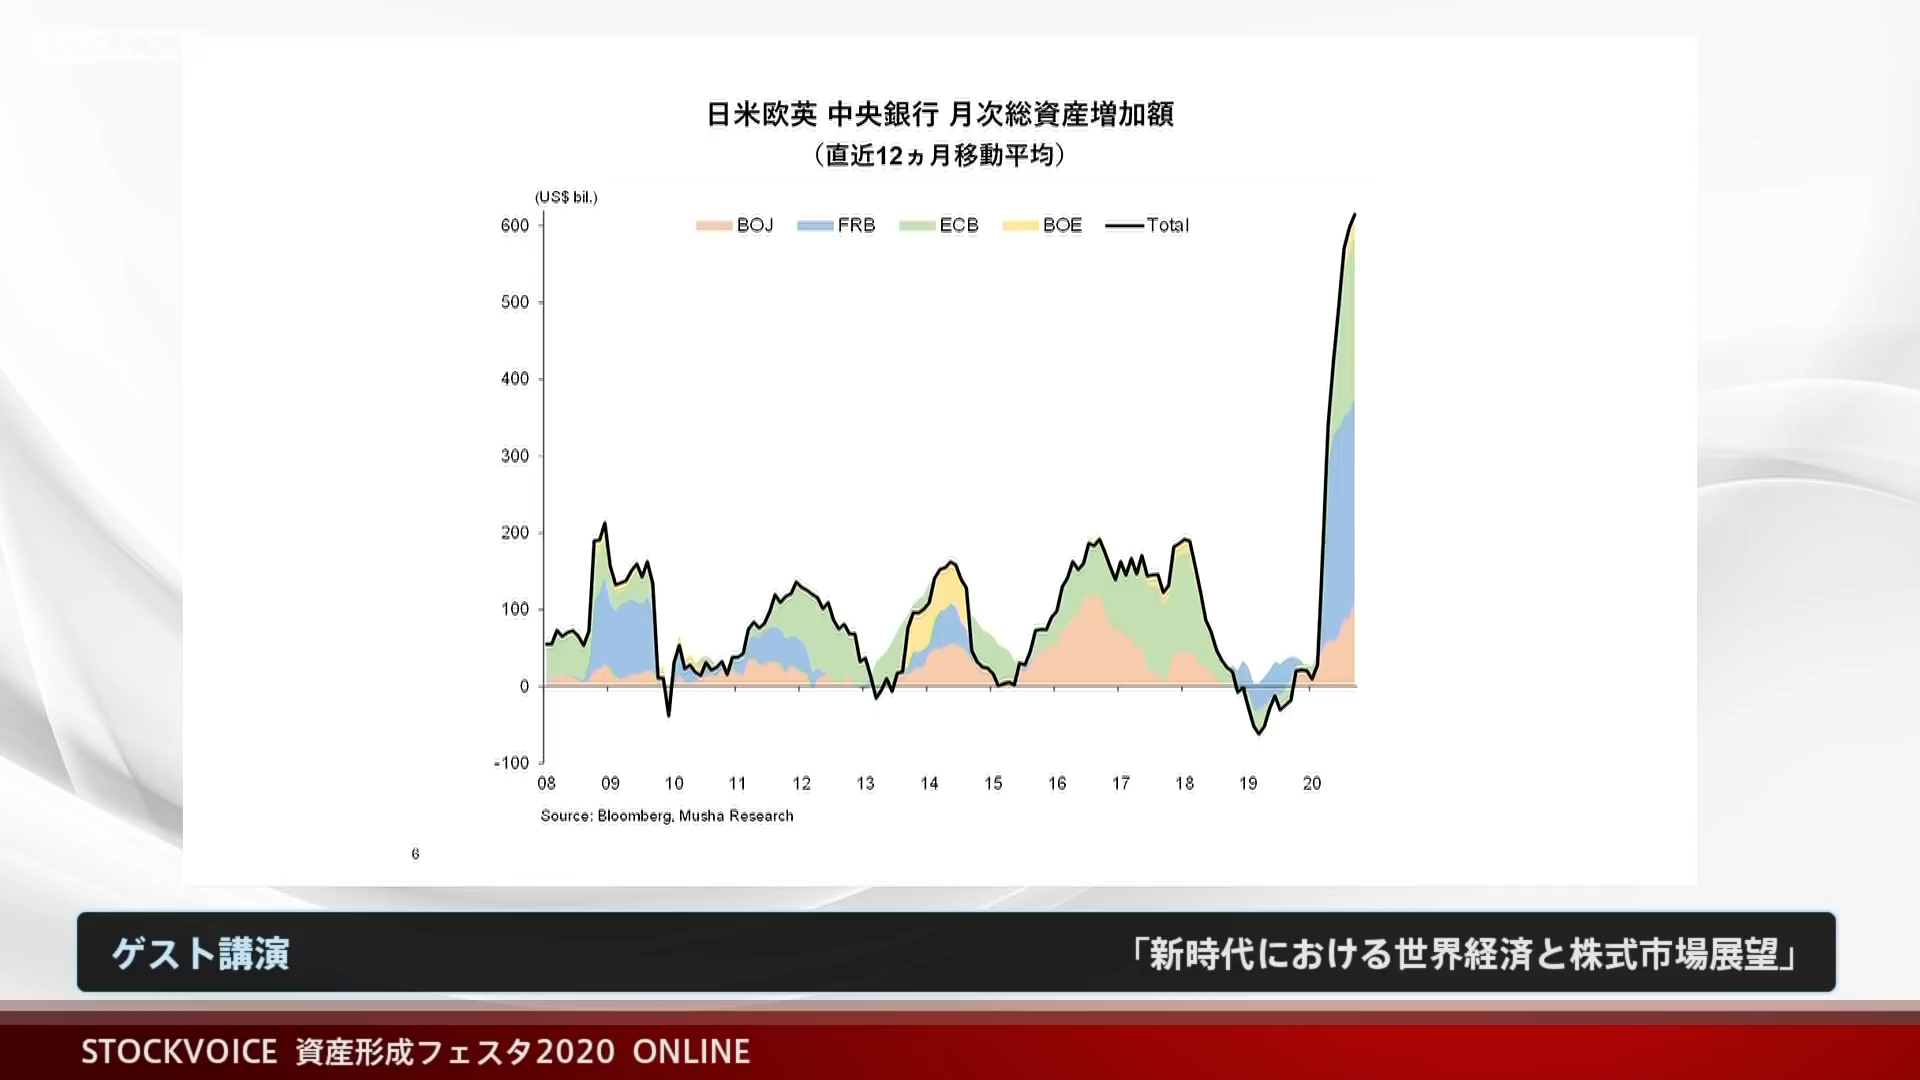 日米欧英 中央銀行 月次総資産増加額
（直近12ヵ月移動平均）
(US$ bil.)
BOJ FRB ECB BOE Total
600
500
400
300
200
100
0
-100
08 09 10 11 12 13 14 15 16 17 18 19 20
Source: Bloomberg, Musha Research
6
ゲスト講演 「新時代における世界経済と株式市場展望」
STOCKVOICE 資産形成フェスタ2020 ONLINE